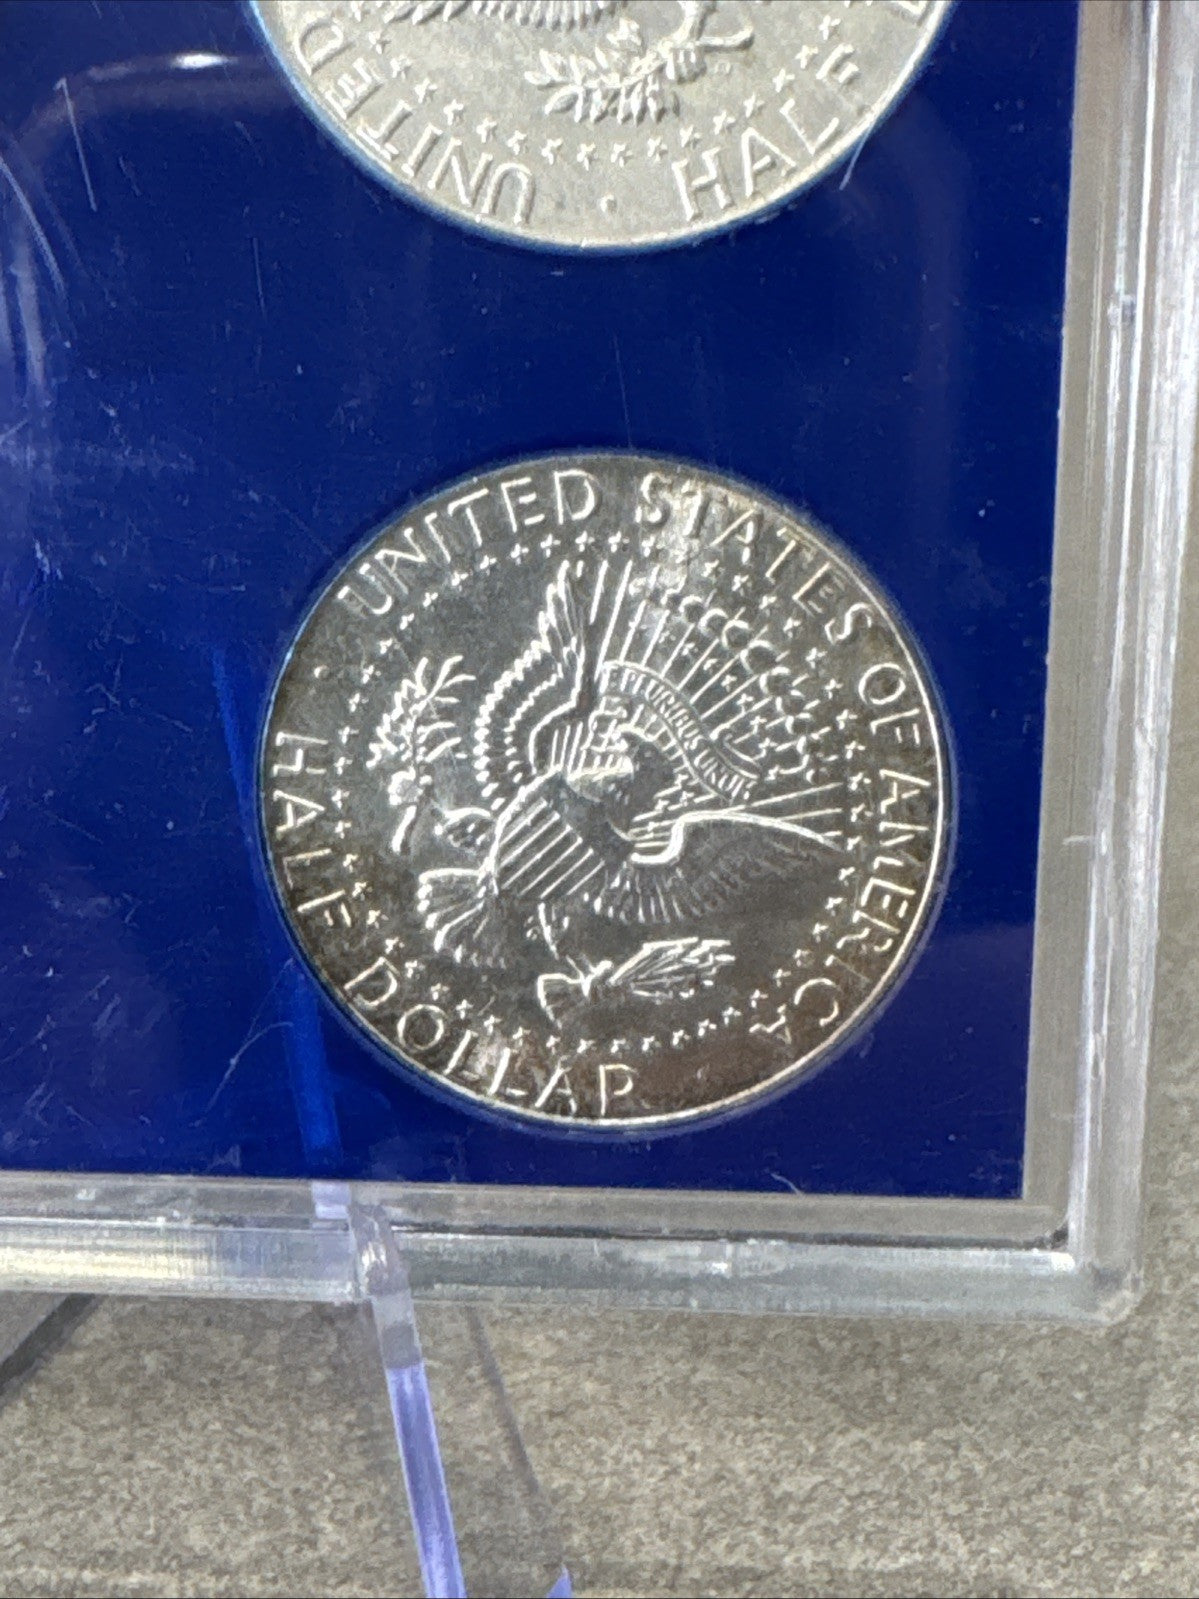 UNITED
HALF
UNITED STATES OF AMERICA
E PLURIBUS UNUM
HALF DOLLAR